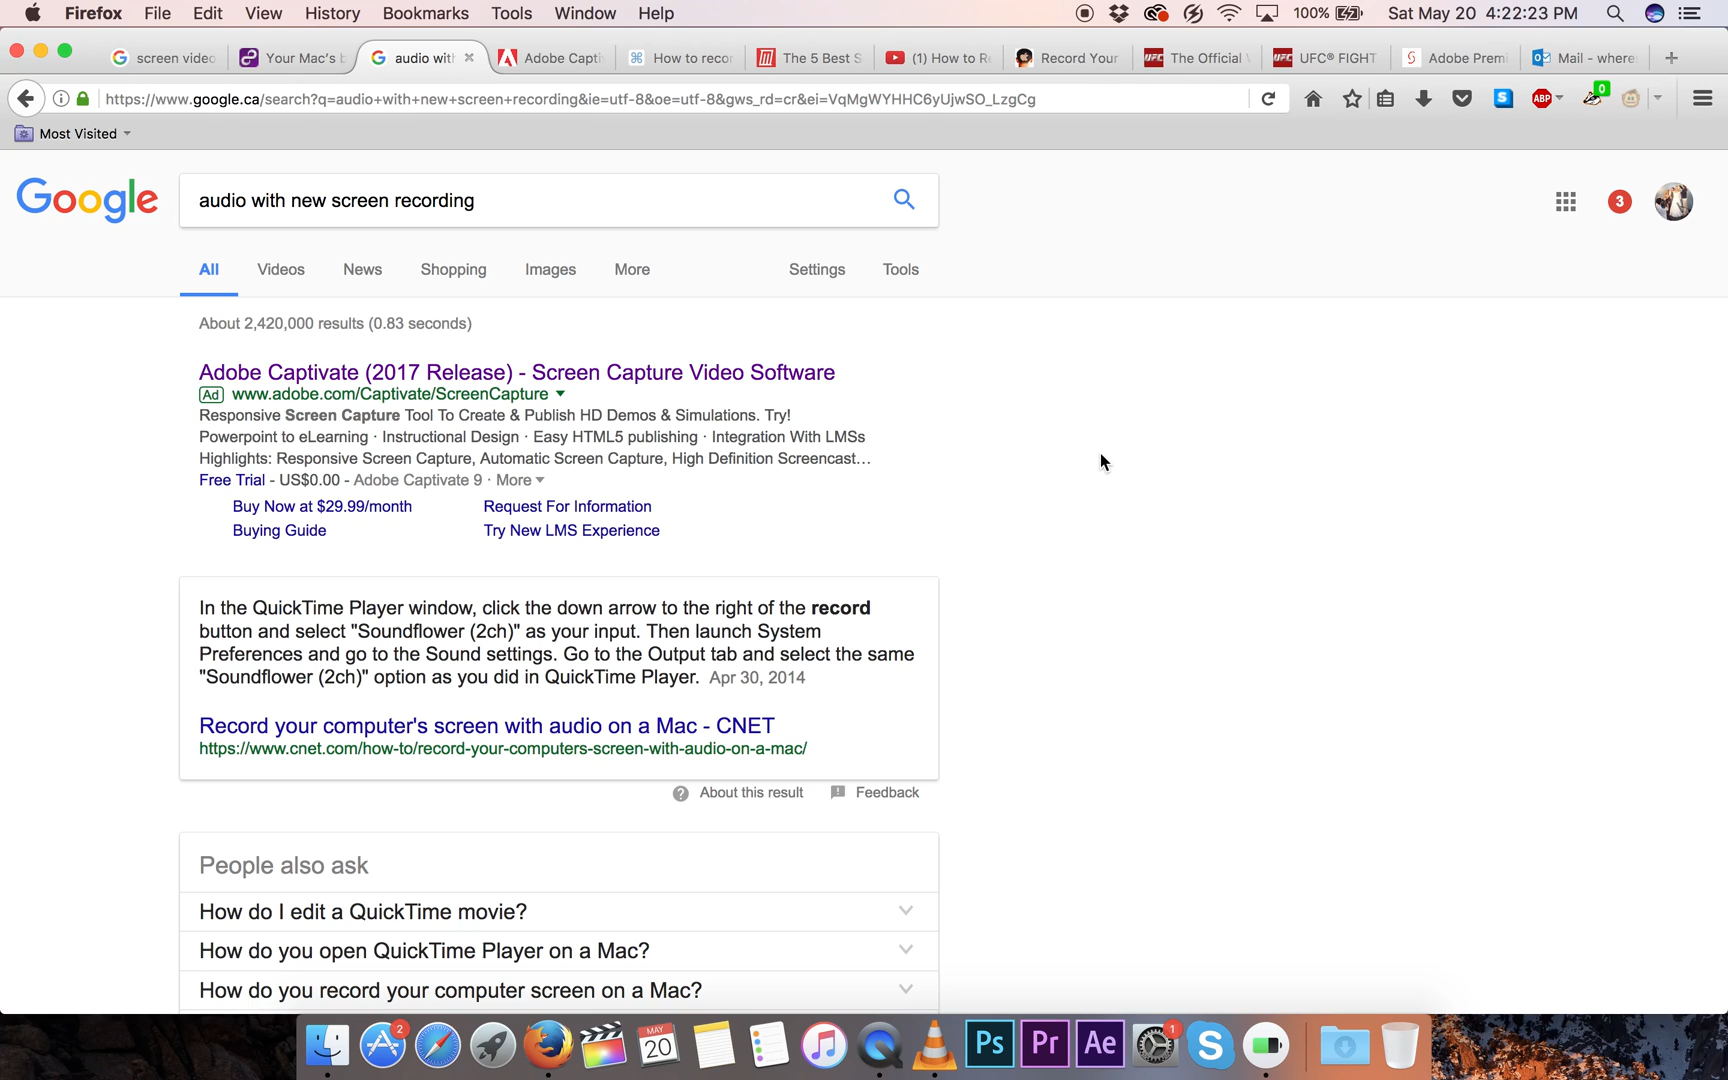 Firefox File Edit View History Bookmarks Tools Window Help 100% Sat May 20 4:22:23 PM
screen video Your Mac's b audio with Adobe Capti How to recor The 5 Best S (1) How to Re Record Your The Official UFC® FIGHT Adobe Premi Mail - where
https://www.google.ca/search?q=audio+with+new+screen+recording&ie=utf-8&oe=utf-8&gws_rd=cr&ei=VqMgWYHHC6yUjwSO_LzgCg S ABP 0
Most Visited
Google audio with new screen recording 3
All Videos News Shopping Images More Settings Tools
About 2,420,000 results (0.83 seconds)
Adobe Captivate (2017 Release) - Screen Capture Video Software
Ad www.adobe.com/Captivate/ScreenCapture
Responsive Screen Capture Tool To Create & Publish HD Demos & Simulations. Try!
Powerpoint to eLearning · Instructional Design · Easy HTML5 publishing · Integration With LMSs
Highlights: Responsive Screen Capture, Automatic Screen Capture, High Definition Screencast...
Free Trial - US$0.00 - Adobe Captivate 9 · More
Buy Now at $29.99/month Request For Information
Buying Guide Try New LMS Experience
In the QuickTime Player window, click the down arrow to the right of the record
button and select "Soundflower (2ch)" as your input. Then launch System
Preferences and go to the Sound settings. Go to the Output tab and select the same
"Soundflower (2ch)" option as you did in QuickTime Player. Apr 30, 2014
Record your computer's screen with audio on a Mac - CNET
https://www.cnet.com/how-to/record-your-computers-screen-with-audio-on-a-mac/
About this result Feedback
People also ask
How do I edit a QuickTime movie?
How do you open QuickTime Player on a Mac?
How do you record your computer screen on a Mac?
2 MAY 20 Ps Pr Ae 1 S